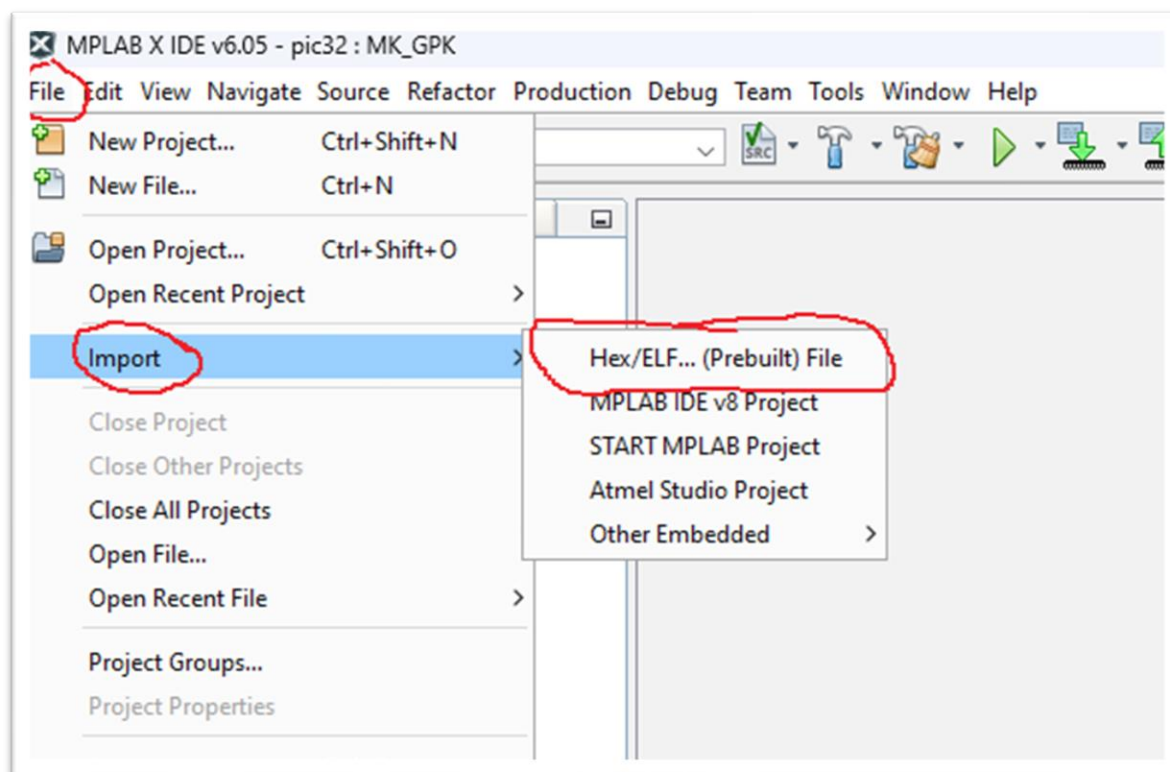 MPLAB X IDE v6.05 - pic32 : MK_GPK
File Edit View Navigate Source Refactor Production Debug Team Tools Window Help
New Project... Ctrl+Shift+N
SRC
New File... Ctrl+N
Open Project... Ctrl+Shift+O
Open Recent Project
Import
Hex/ELF... (Prebuilt) File
MPLAB IDE v8 Project
START MPLAB Project
Atmel Studio Project
Other Embedded
Close Project
Close Other Projects
Close All Projects
Open File...
Open Recent File
Project Groups...
Project Properties